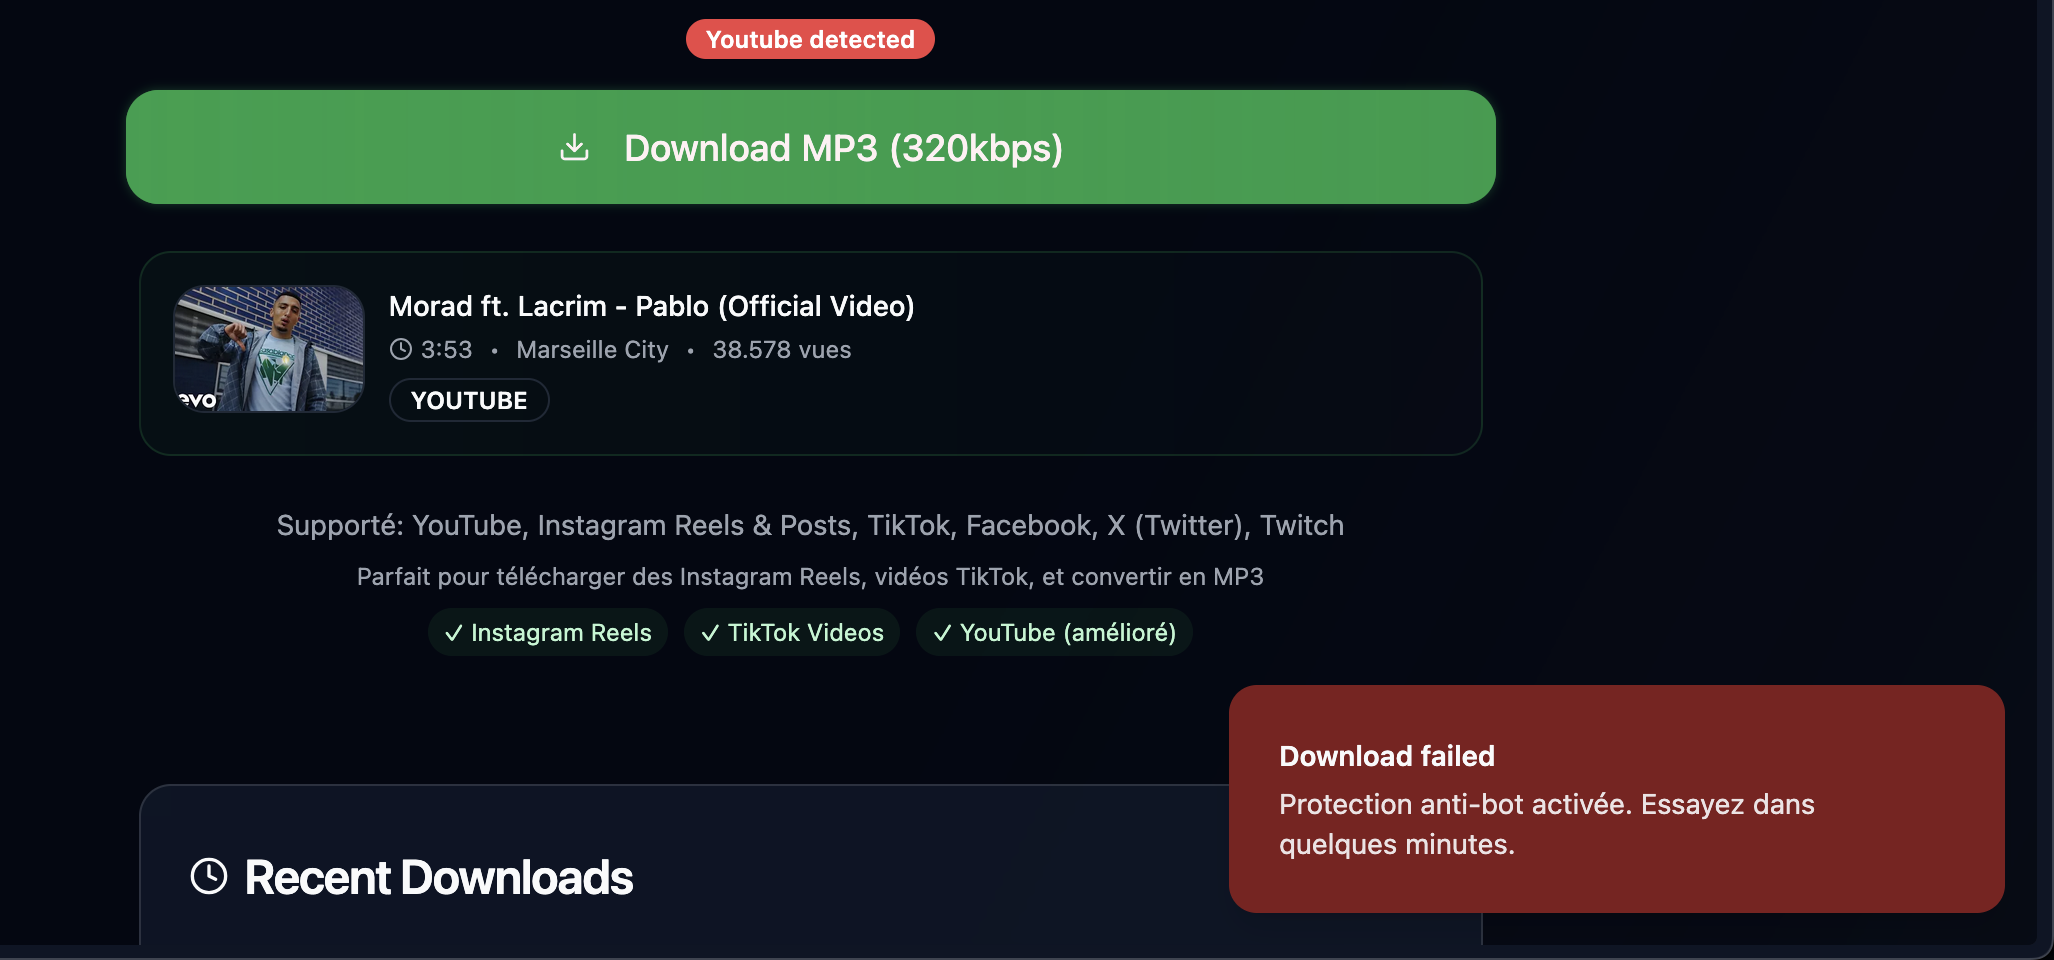 Youtube detected
Download MP3 (320kbps)
Morad ft. Lacrim - Pablo (Official Video)
3:53 • Marseille City • 38.578 vues
evo
YOUTUBE
Supporté: YouTube, Instagram Reels & Posts, TikTok, Facebook, X (Twitter), Twitch
Parfait pour télécharger des Instagram Reels, vidéos TikTok, et convertir en MP3
✓ Instagram Reels ✓ TikTok Videos ✓ YouTube (amélioré)
Download failed
Protection anti-bot activée. Essayez dans
quelques minutes.
Recent Downloads